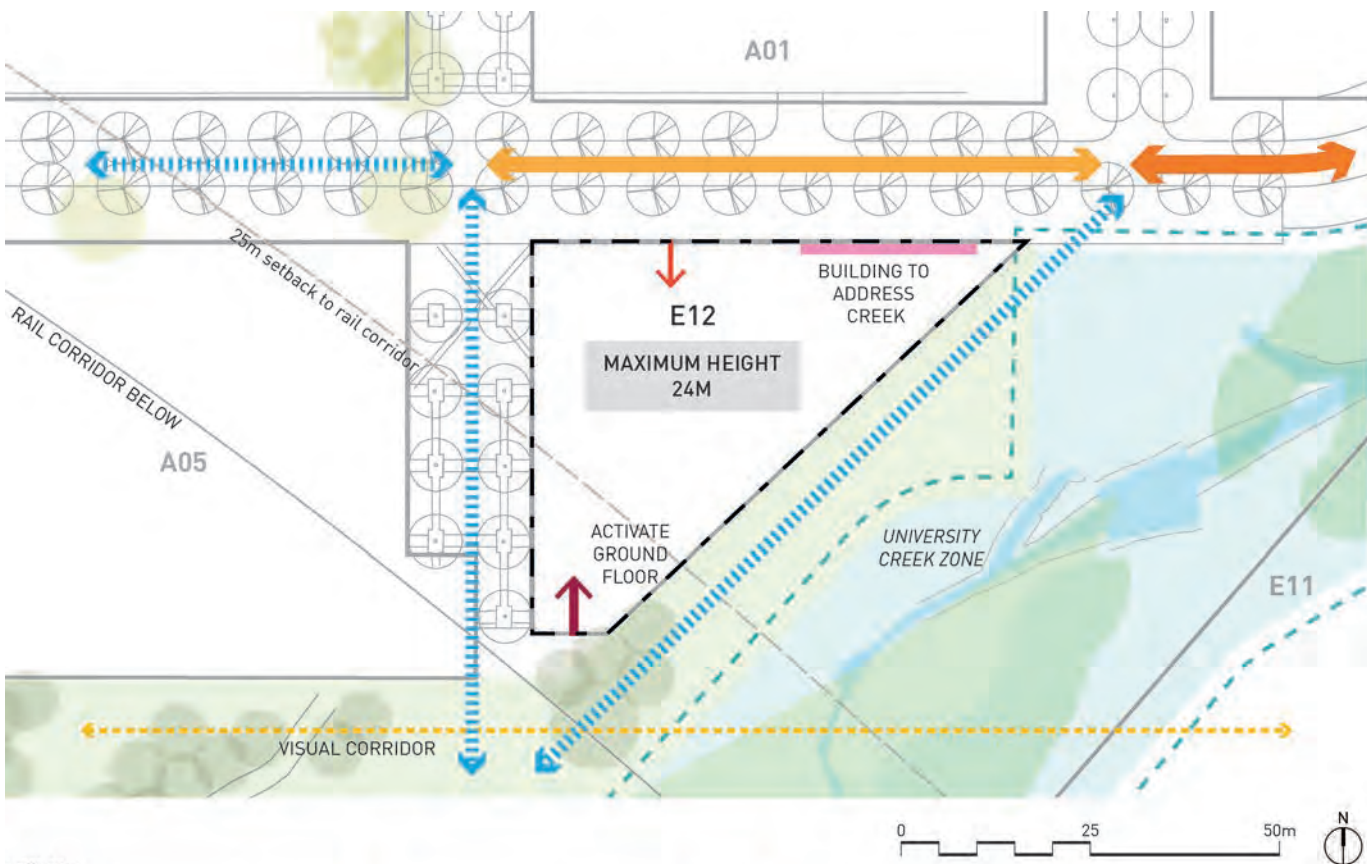 A01
25m setback to rail corridor
BUILDING TO
ADDRESS
CREEK
E12
RAIL CORRIDOR BELOW
MAXIMUM HEIGHT
24M
A05
ACTIVATE
GROUND
FLOOR
UNIVERSITY
CREEK ZONE
E11
VISUAL CORRIDOR
0 25 50m
N